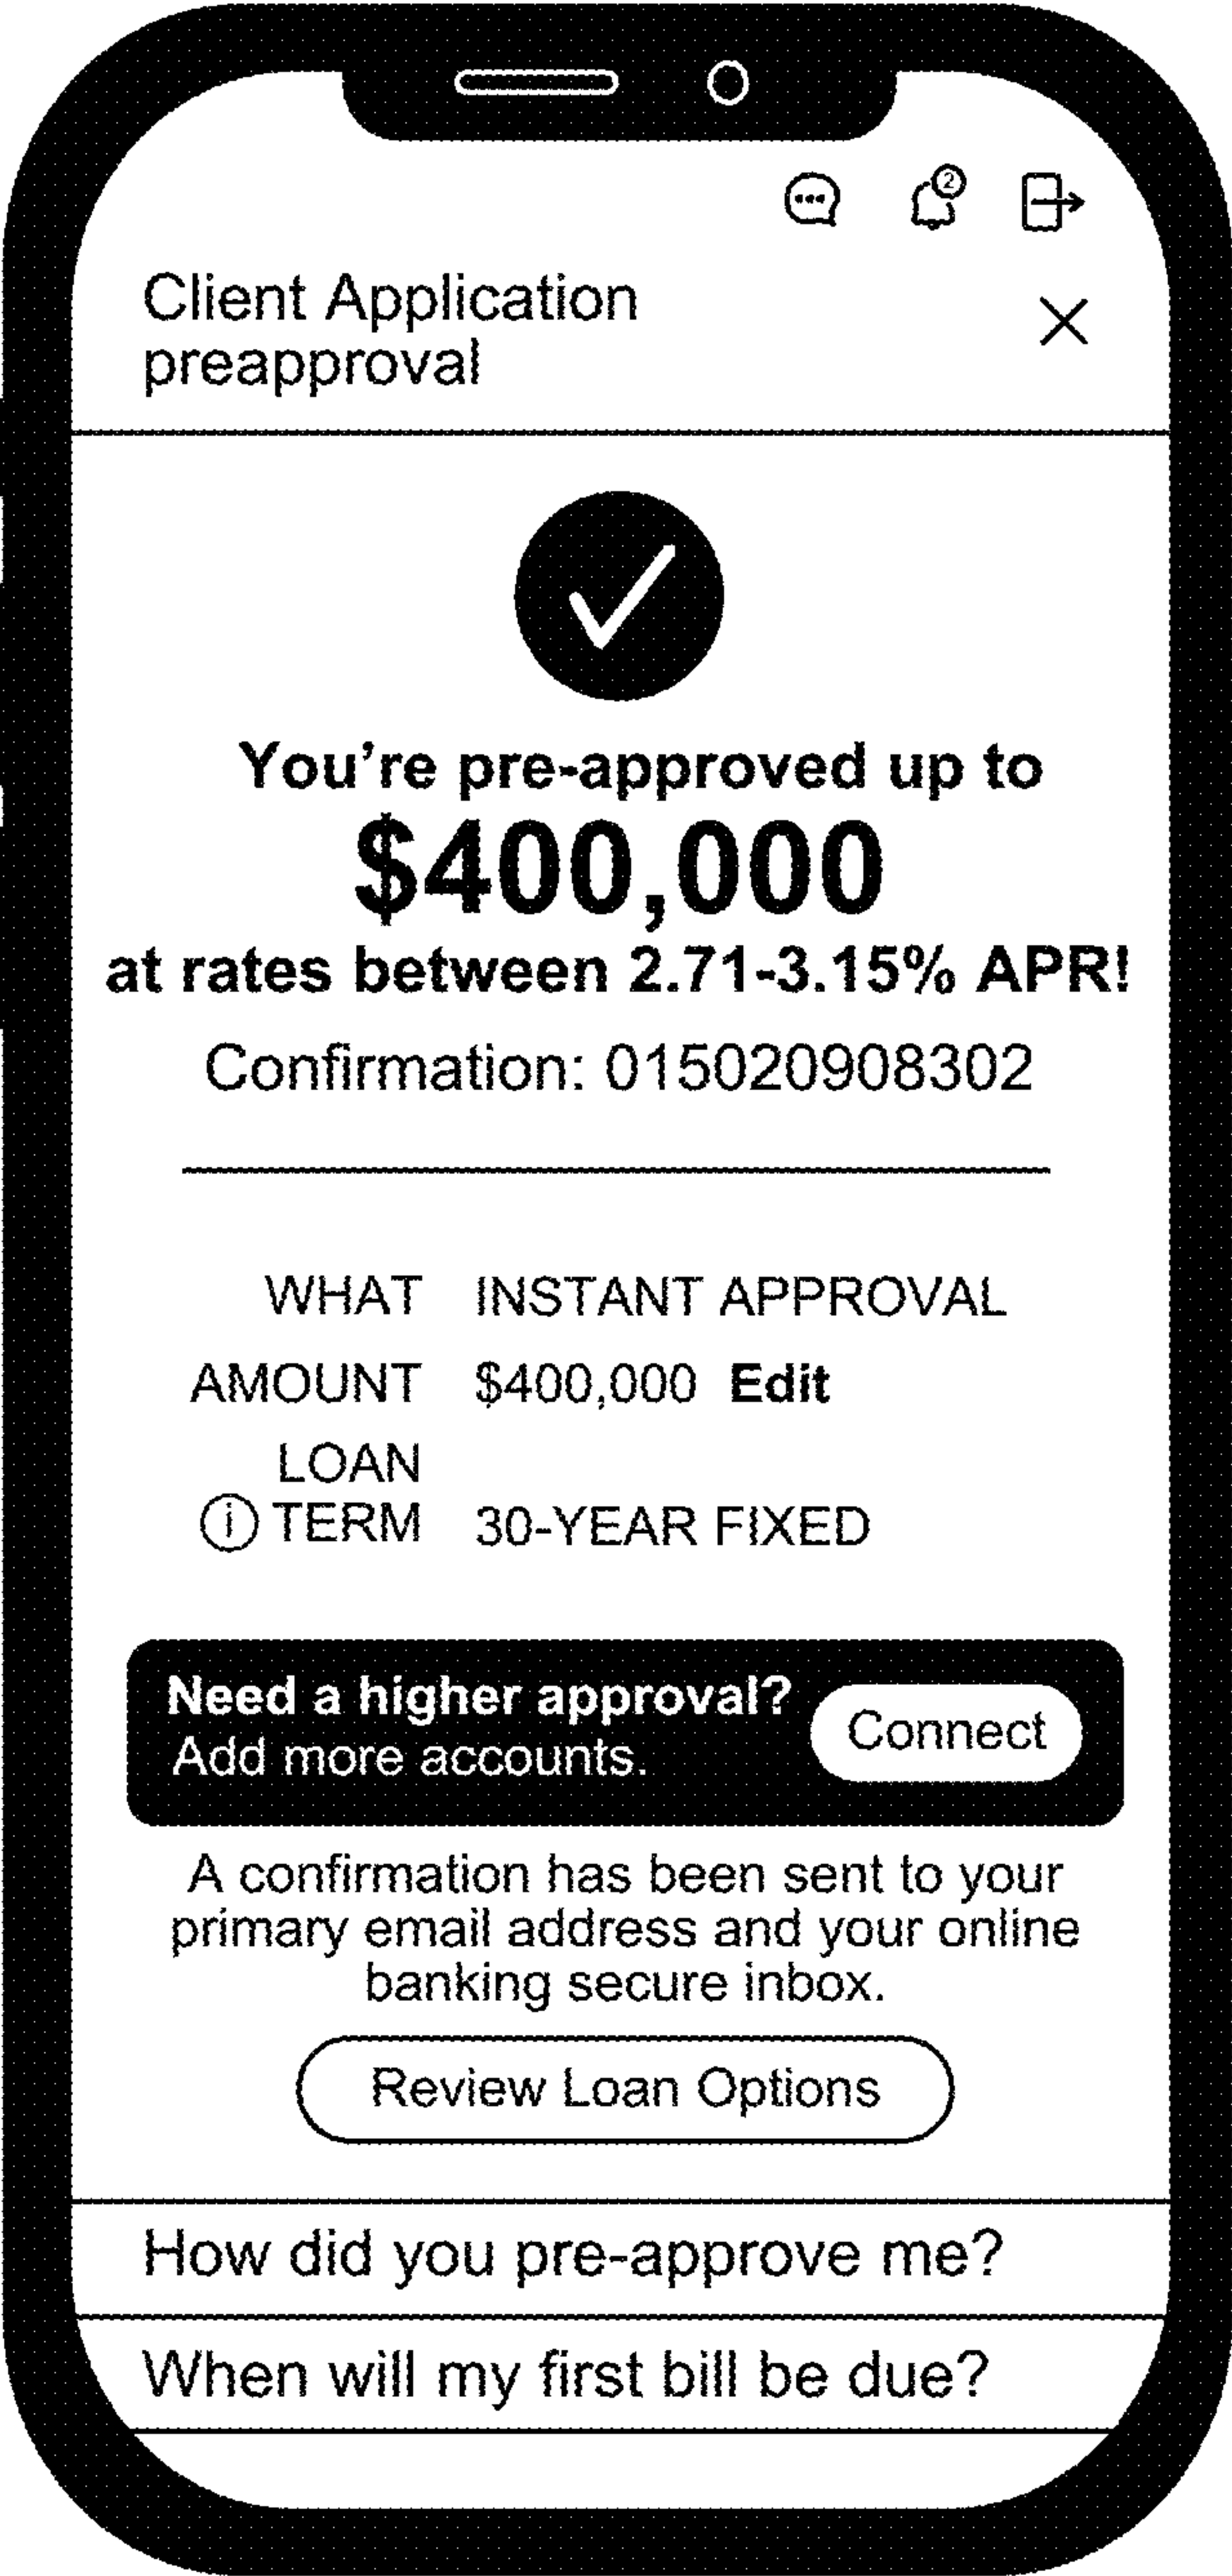 2
Client Application
preapproval
You’re pre-approved up to
$400,000
at rates between 2.71-3.15% APR!
Confirmation: 015020908302
WHAT INSTANT APPROVAL
AMOUNT $400,000 Edit
LOAN
i TERM 30-YEAR FIXED
Need a higher approval?
Add more accounts.
Connect
A confirmation has been sent to your
primary email address and your online
banking secure inbox.
Review Loan Options
How did you pre-approve me?
When will my first bill be due?